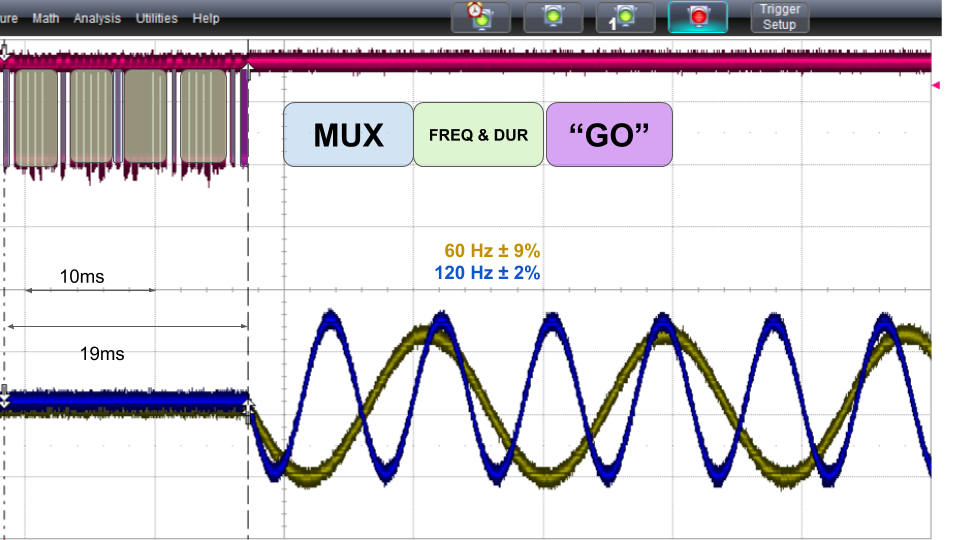 ure Math Analysis Utilities Help
1
Trigger
Setup
MUX
FREQ & DUR
“GO”
60 Hz ± 9%
120 Hz ± 2%
10ms
19ms